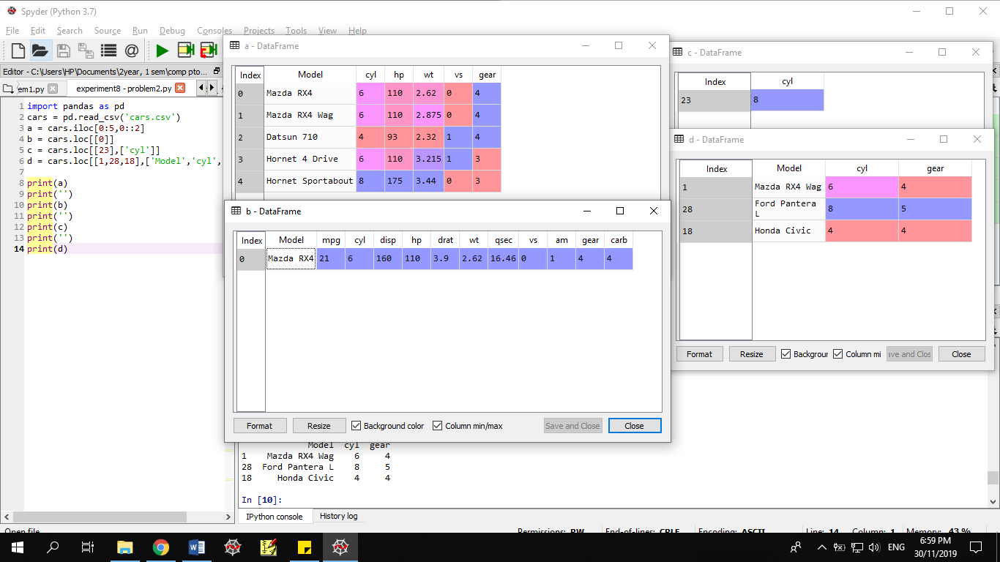 Spyder (Python 3.7)
File Edit Search Source Run Debug Consoles Projects Tools View Help
Editor - C:\Users\HP\Documents\2year, 1 sem\comp pto...
em1.py experiment8 - problem2.py
1 import pandas as pd
2 cars = pd.read_csv('cars.csv')
3 a = cars.iloc[0:5,0::2]
4 b = cars.loc[[0]]
5 c = cars.loc[[23],['cyl']]
6 d = cars.loc[[1,28,18],['Model','cyl',
7
8 print(a)
9 print('')
10 print(b)
11 print('')
12 print(c)
13 print('')
14 print(d)
a - DataFrame
Index Model cyl hp wt vs gear
0 Mazda RX4 6 110 2.62 0 4
1 Mazda RX4 Wag 6 110 2.875 0 4
2 Datsun 710 4 93 2.32 1 4
3 Hornet 4 Drive 6 110 3.215 1 3
4 Hornet Sportabout 8 175 3.44 0 3
c - DataFrame
Index cyl
23 8
d - DataFrame
Index Model cyl gear
1 Mazda RX4 Wag 6 4
28 Ford Pantera
L 8 5
18 Honda Civic 4 4
Format Resize Backgrour Column mi ave and Clos Close
b - DataFrame
Index Model mpg cyl disp hp drat wt qsec vs am gear carb
0 Mazda RX4 21 6 160 110 3.9 2.62 16.46 0 1 4 4
Format Resize Background color Column min/max Save and Close Close
Model cyl gear
1 Mazda RX4 Wag 6 4
28 Ford Pantera L 8 5
18 Honda Civic 4 4
In [10]:
IPython console History log
Open file Permissions: RW End-of-lines: CRLF Encoding: ASCII Line: 14 Column: 1 Memory: 43 %
ENG 6:59 PM
30/11/2019